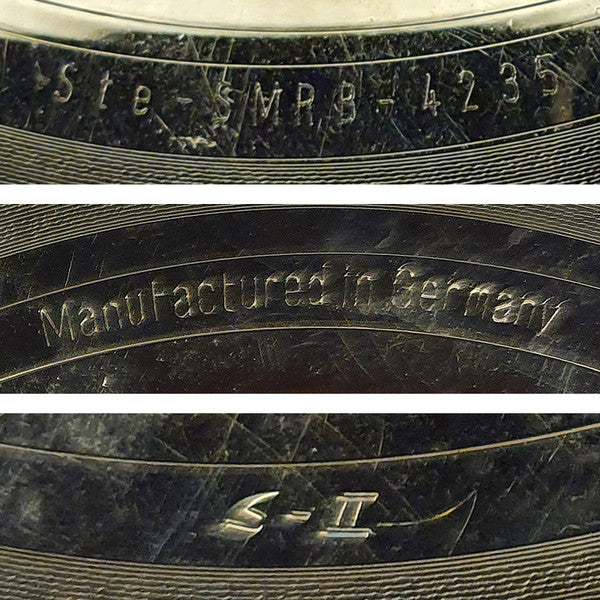 Ste SMRB-4235
Manufactured in Germany
S-II